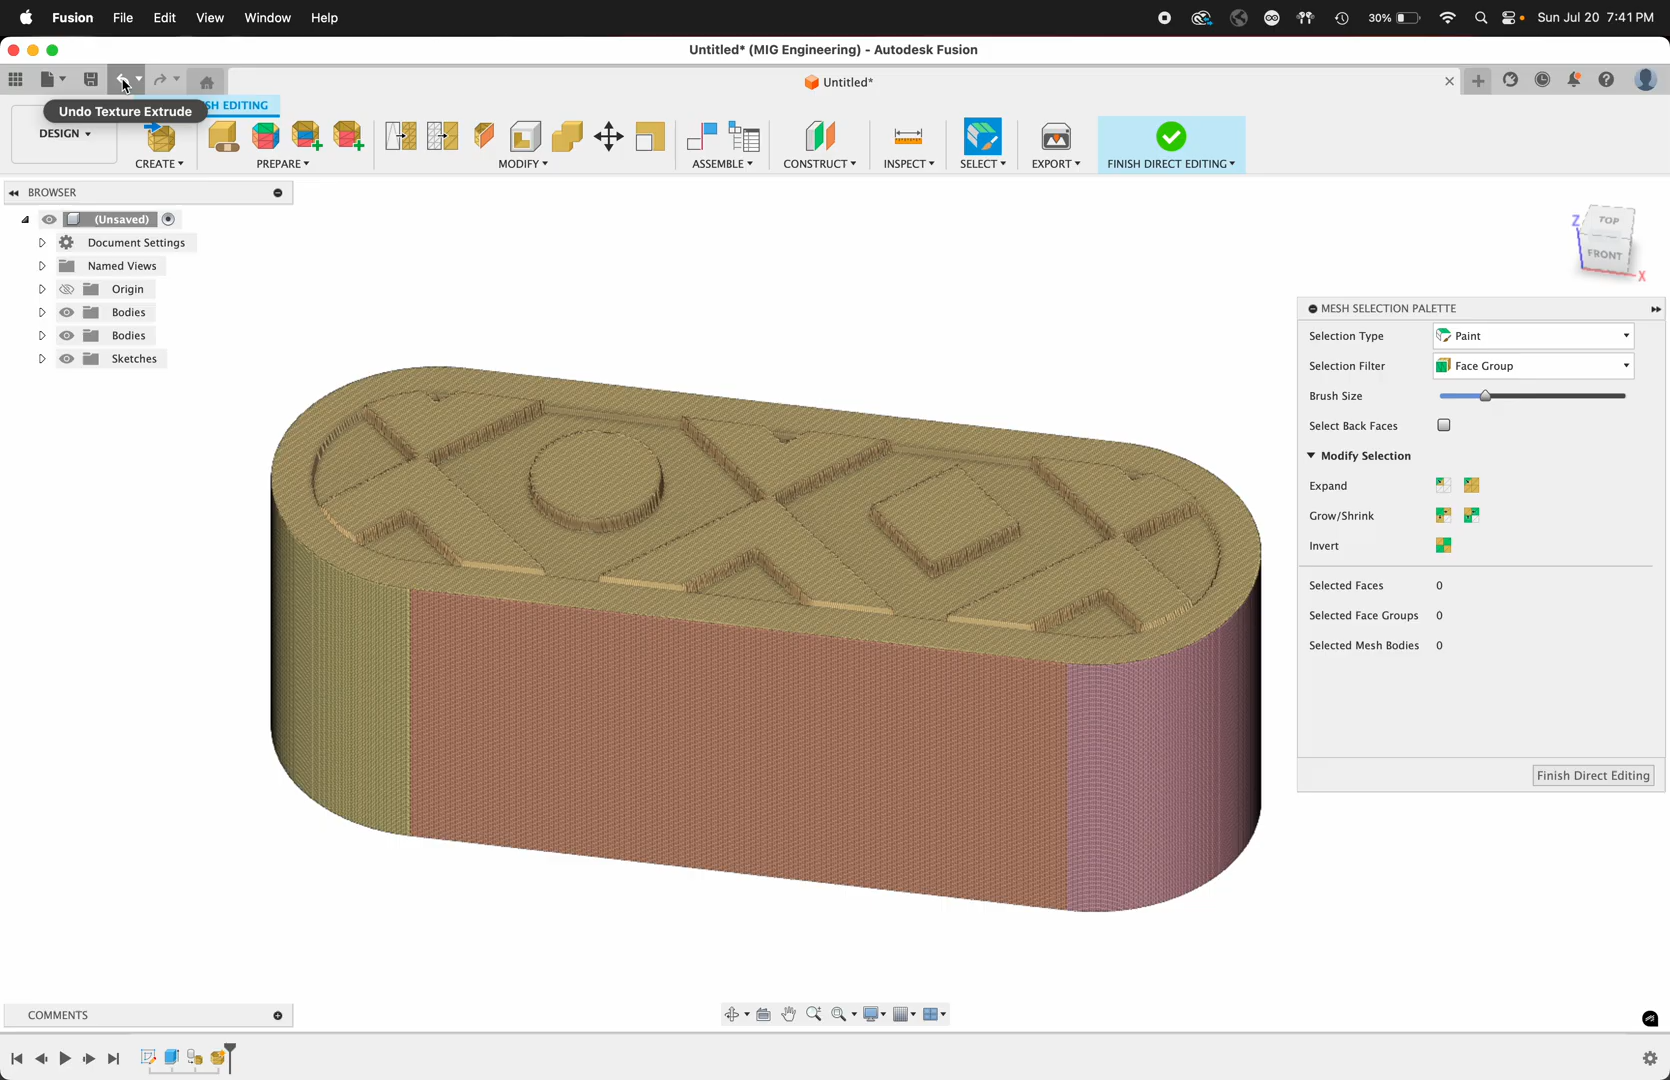 Fusion File Edit View Window Help 30% Sun Jul 20 7:41 PM
Untitled* (MIG Engineering) - Autodesk Fusion
Untitled*
Undo Texture Extrude
SH EDITING
DESIGN
CREATE PREPARE MODIFY ASSEMBLE CONSTRUCT INSPECT SELECT EXPORT FINISH DIRECT EDITING
BROWSER
(Unsaved)
Document Settings
Named Views
Origin
Bodies
Bodies
Sketches
TOP
Z
FRONT
X
MESH SELECTION PALETTE
Selection Type Paint
Selection Filter Face Group
Brush Size
Select Back Faces
Modify Selection
Expand
Grow/Shrink
Invert
Selected Faces 0
Selected Face Groups 0
Selected Mesh Bodies 0
Finish Direct Editing
COMMENTS